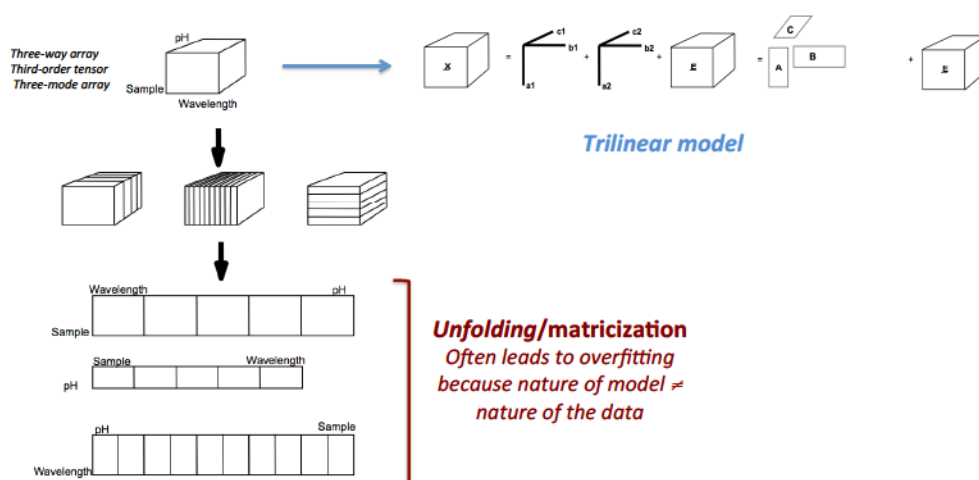 Three-way array
Third-order tensor
Three-mode array
pH
Sample
Wavelength
X
=
c1
b1
a1
+
c2
b2
a2
+
E
=
C
A
B
+
E
Trilinear model
Wavelength
pH
Sample
Sample
Wavelength
pH
pH
Sample
Wavelength
Unfolding/matricization
Often leads to overfitting
because nature of model ≠
nature of the data